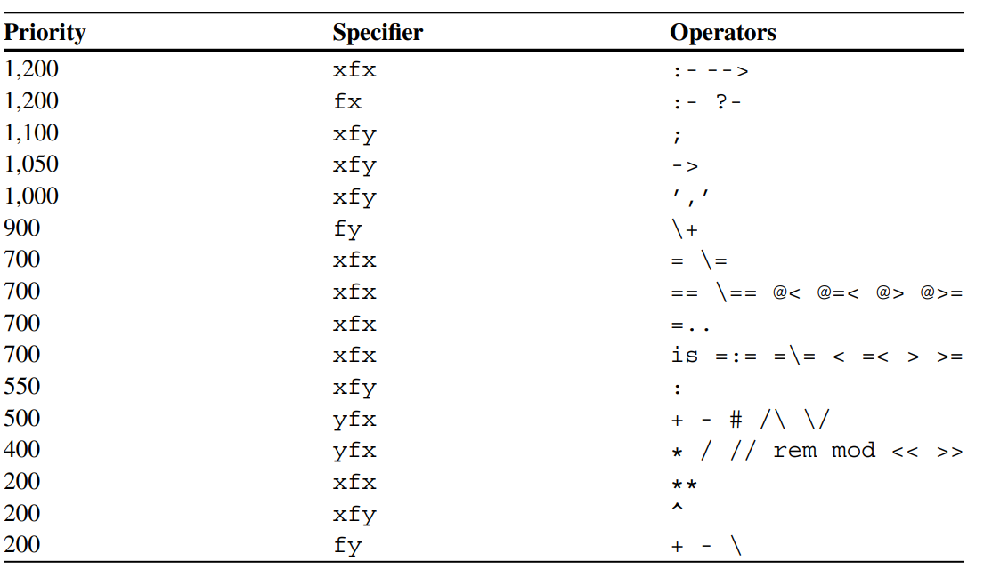 Priority Specifier Operators
1,200 xfx :- -->
1,200 fx :- ?-
1,100 xfy ;
1,050 xfy ->
1,000 xfy ’,’
900 fy \+
700 xfx = \=
700 xfx == \== @< @=< @> @>=
700 xfx =..
700 xfx is =:= =\= < =< > >=
550 xfy :
500 yfx + - # /\ \/
400 yfx * / // rem mod << >>
200 xfx **
200 xfy ^
200 fy + - \